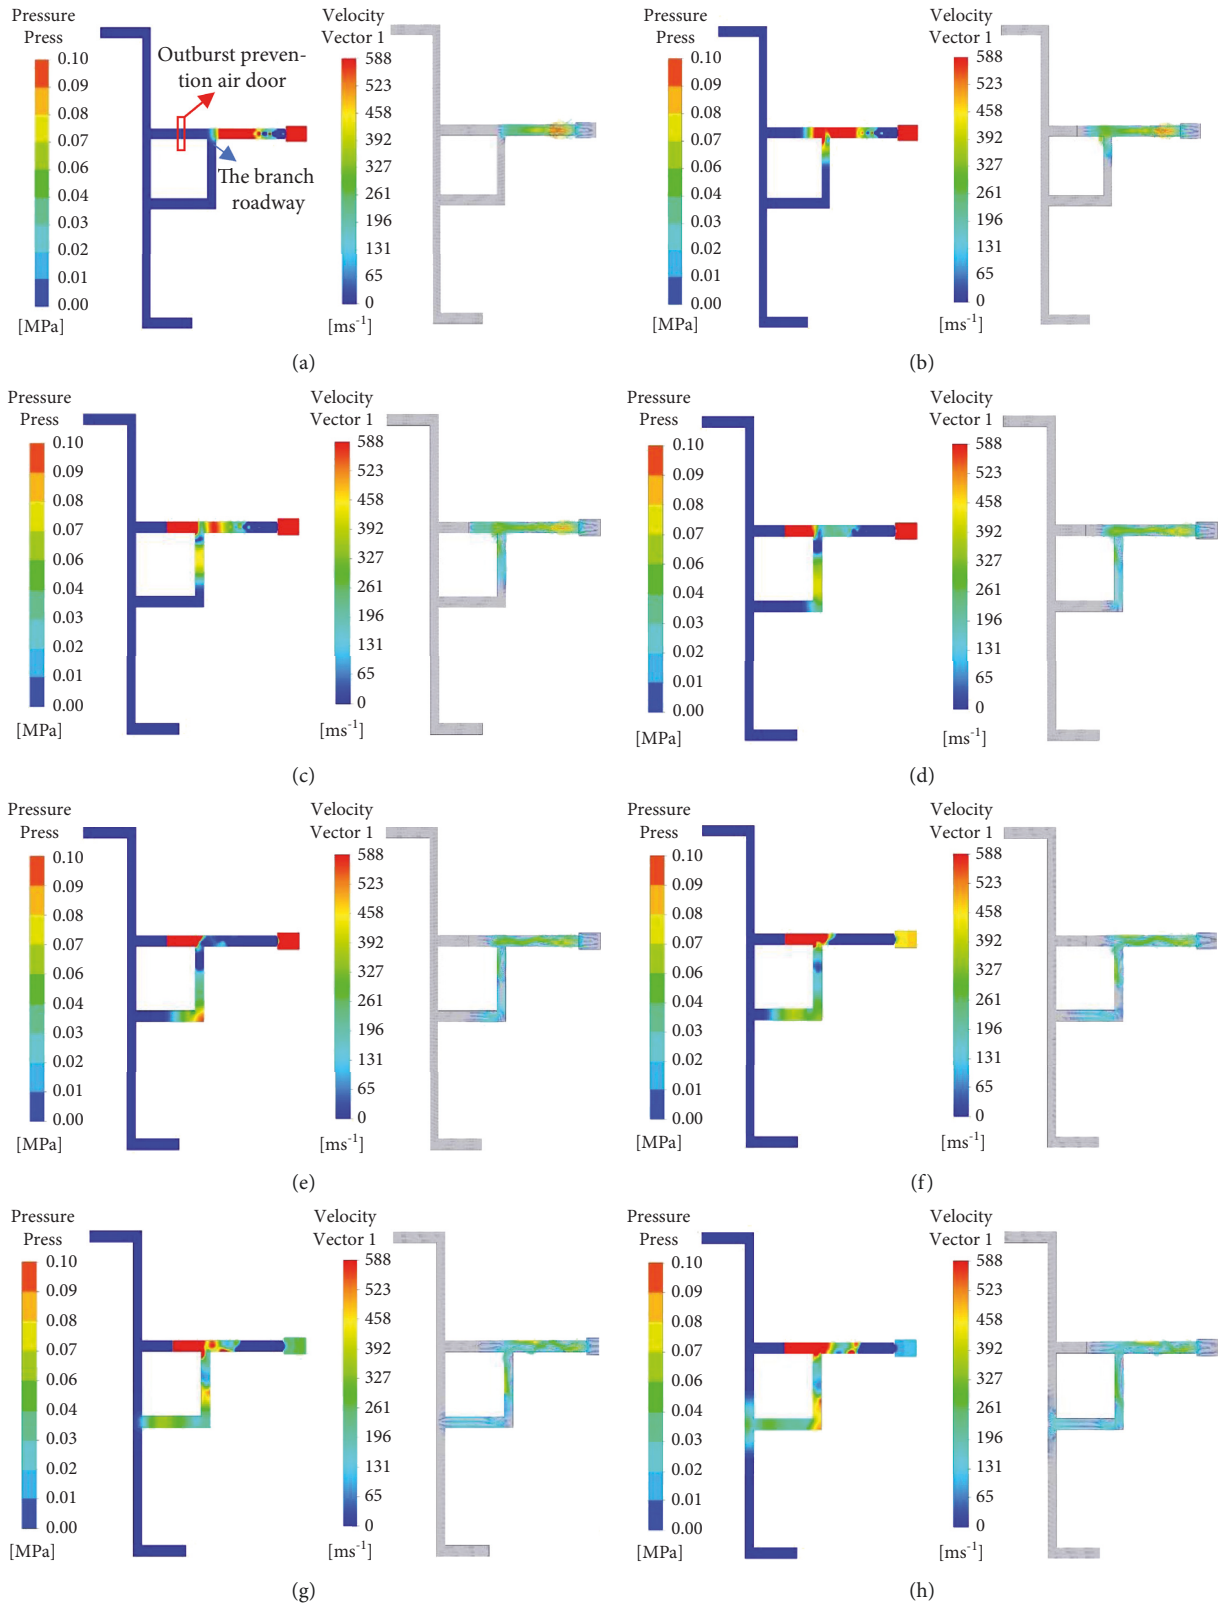 Pressure
Press
0.10
0.09
0.08
0.07
0.06
0.04
0.03
0.02
0.01
0.00
[MPa]
Outburst preven-
tion air door
The branch
roadway
Velocity
Vector 1
588
523
458
392
327
261
196
131
65
0
[ms⁻¹]
(a)
Pressure
Press
0.10
0.09
0.08
0.07
0.06
0.04
0.03
0.02
0.01
0.00
[MPa]
Velocity
Vector 1
588
523
458
392
327
261
196
131
65
0
[ms⁻¹]
(b)
Pressure
Press
0.10
0.09
0.08
0.07
0.06
0.04
0.03
0.02
0.01
0.00
[MPa]
Velocity
Vector 1
588
523
458
392
327
261
196
131
65
0
[ms⁻¹]
(c)
Pressure
Press
0.10
0.09
0.08
0.07
0.06
0.04
0.03
0.02
0.01
0.00
[MPa]
Velocity
Vector 1
588
523
458
392
327
261
196
131
65
0
[ms⁻¹]
(d)
Pressure
Press
0.10
0.09
0.08
0.07
0.06
0.04
0.03
0.02
0.01
0.00
[MPa]
Velocity
Vector 1
588
523
458
392
327
261
196
131
65
0
[ms⁻¹]
(e)
Pressure
Press
0.10
0.09
0.08
0.07
0.06
0.04
0.03
0.02
0.01
0.00
[MPa]
Velocity
Vector 1
588
523
458
392
327
261
196
131
65
0
[ms⁻¹]
(f)
Pressure
Press
0.10
0.09
0.08
0.07
0.06
0.04
0.03
0.02
0.01
0.00
[MPa]
Velocity
Vector 1
588
523
458
392
327
261
196
131
65
0
[ms⁻¹]
(g)
Pressure
Press
0.10
0.09
0.08
0.07
0.06
0.04
0.03
0.02
0.01
0.00
[MPa]
Velocity
Vector 1
588
523
458
392
327
261
196
131
65
0
[ms⁻¹]
(h)